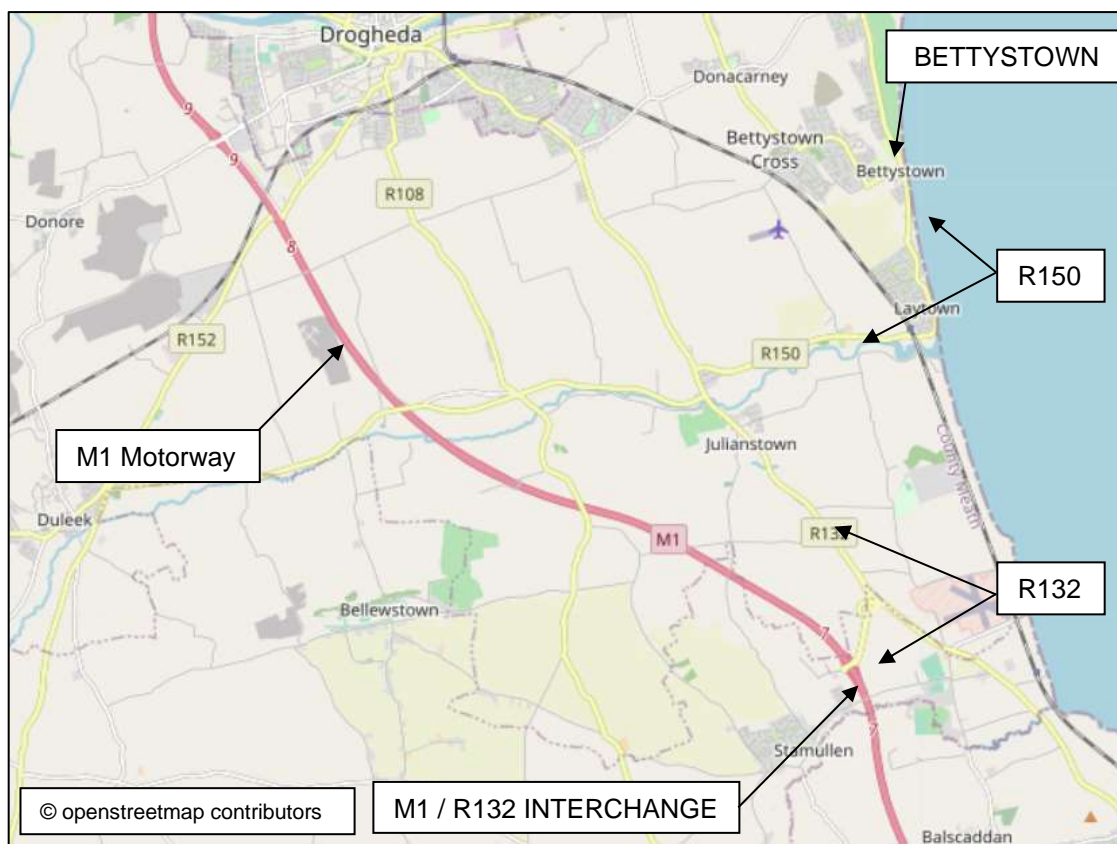 Drogheda
BETTYSTOWN
Donacarney
9
9
Bettystown
Cross
Bettystown
R108
Donore
8
R150
Laytown
R152
R150
M1 Motorway
Julianstown
County Meath
Duleek
M1
R132
R132
Bellewstown
7
7
Stamullen
© openstreetmap contributors
M1 / R132 INTERCHANGE
Balscaddan